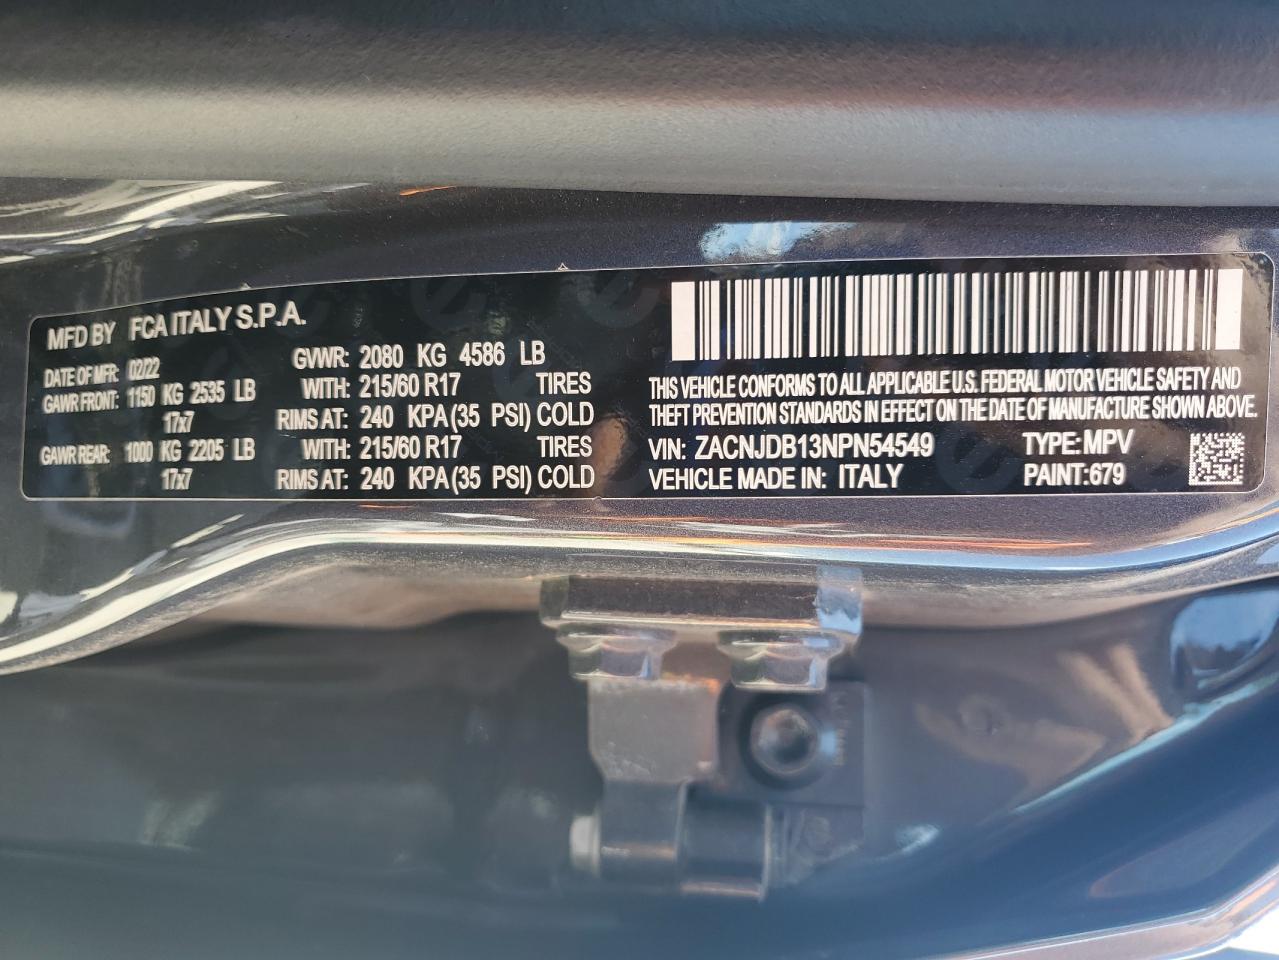 MFD BY FCA ITALY S.P.A.
DATE OF MFR: 02/22 GVWR: 2080 KG 4586 LB
GAWR FRONT: 1150 KG 2535 LB WITH: 215/60 R17 TIRES
17x7 RIMS AT: 240 KPA(35 PSI) COLD
GAWR REAR: 1000 KG 2205 LB WITH: 215/60 R17 TIRES
17x7 RIMS AT: 240 KPA(35 PSI) COLD
THIS VEHICLE CONFORMS TO ALL APPLICABLE U.S. FEDERAL MOTOR VEHICLE SAFETY AND
THEFT PREVENTION STANDARDS IN EFFECT ON THE DATE OF MANUFACTURE SHOWN ABOVE.
VIN: ZACNJDB13NPN54549 TYPE: MPV
VEHICLE MADE IN: ITALY PAINT:679